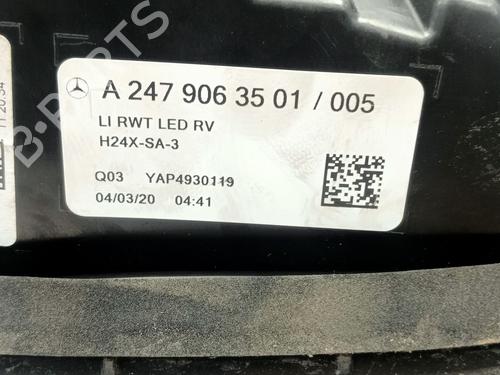 A 247 906 35 01 / 005
LI RWT LED RV
H24X-SA-3
Q03 YAP4930119
04/03/20 04:41
B-PARTS